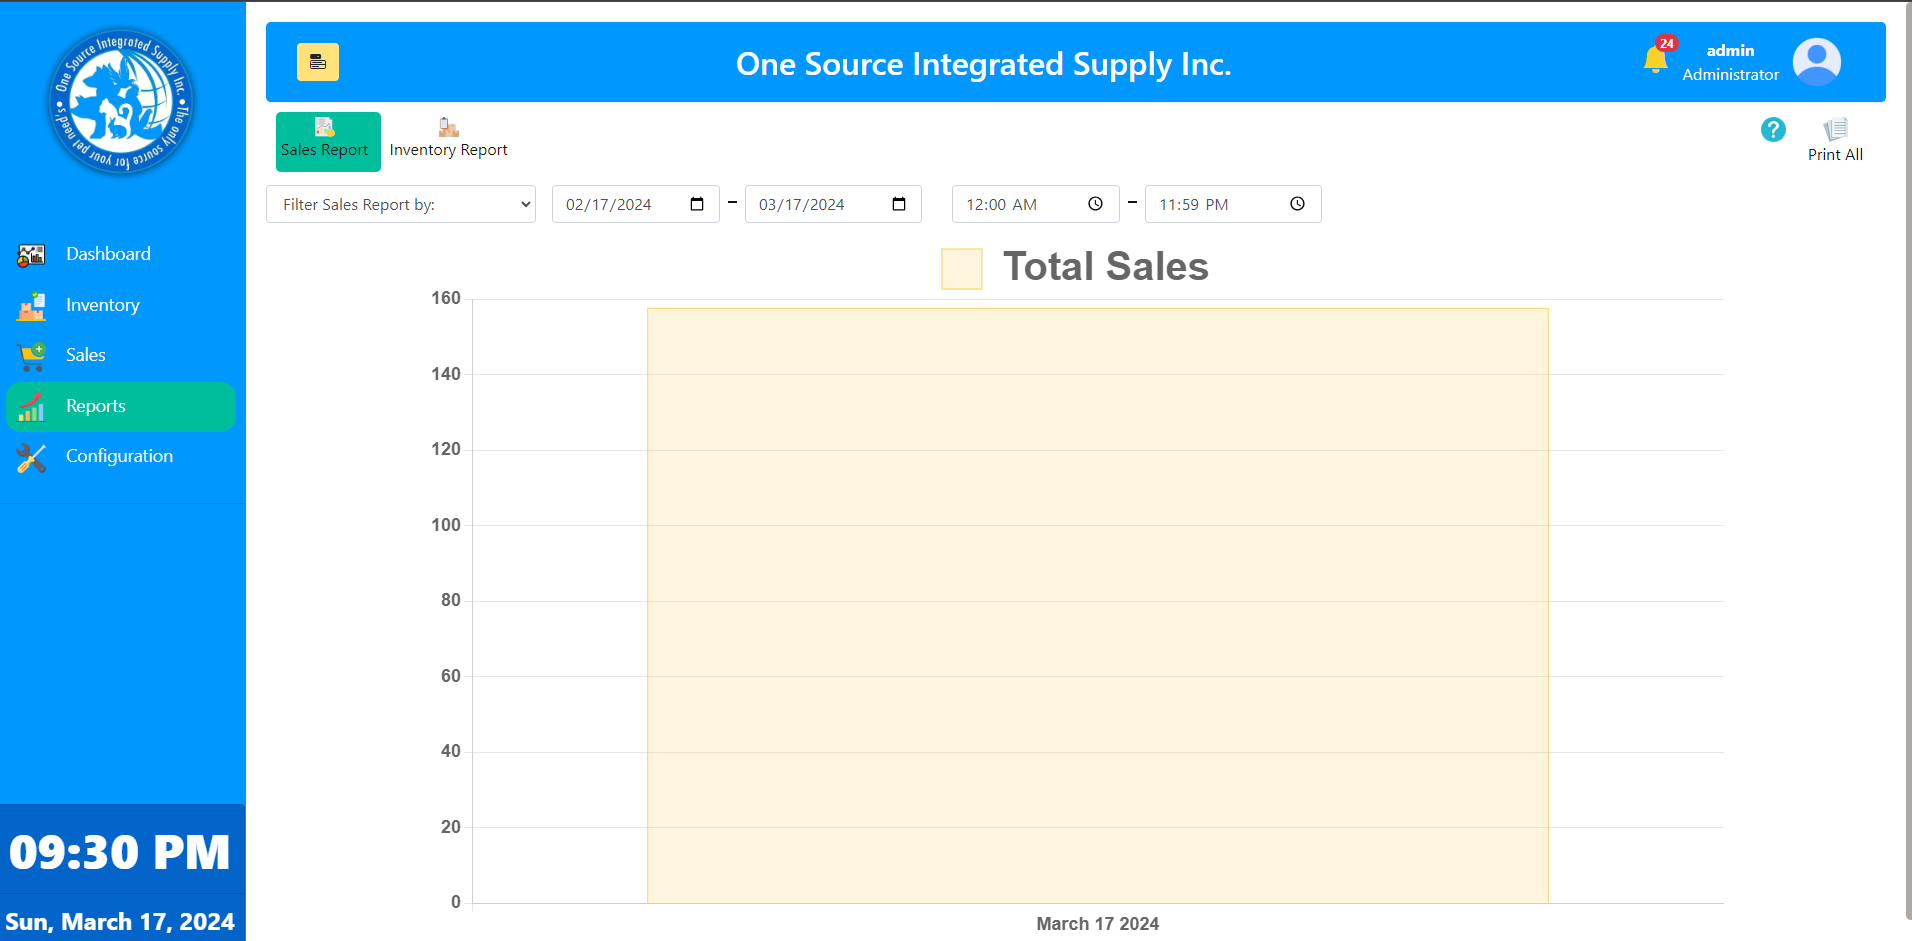 One Source Integrated Supply Inc.
The only source for your pet need's
Dashboard
Inventory
Sales
Reports
Configuration
09:30 PM
Sun, March 17, 2024
One Source Integrated Supply Inc.
24
admin
Administrator
Sales Report
Inventory Report
?
Print All
Filter Sales Report by:
02/17/2024 – 03/17/2024
12:00 AM – 11:59 PM
Total Sales
160
140
120
100
80
60
40
20
0
March 17 2024